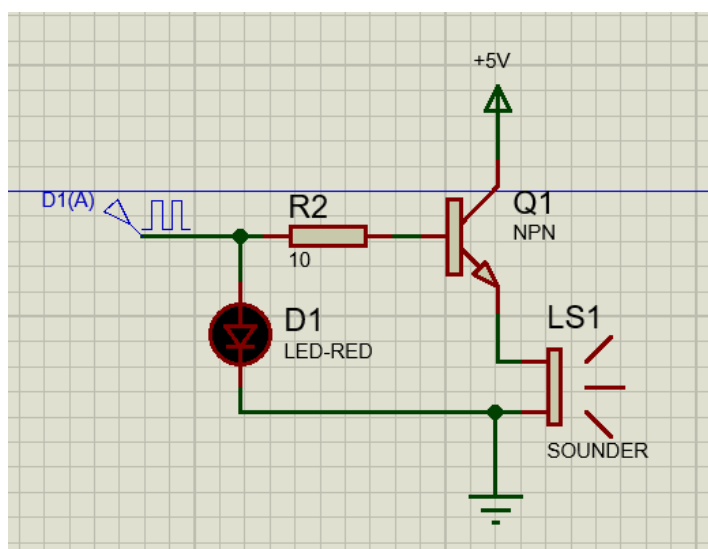 +5V
D1(A)
R2
10
Q1
NPN
D1
LED-RED
LS1
SOUNDER